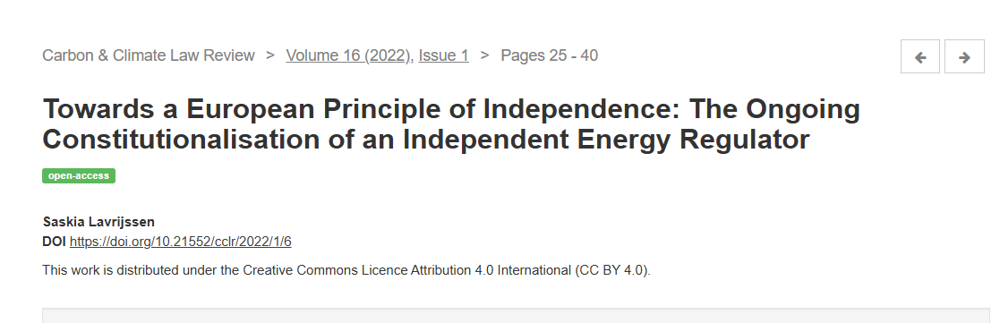 Carbon & Climate Law Review > Volume 16 (2022), Issue 1 > Pages 25 - 40
Towards a European Principle of Independence: The Ongoing
Constitutionalisation of an Independent Energy Regulator
open-access
Saskia Lavrijssen
DOI https://doi.org/10.21552/cclr/2022/1/6
This work is distributed under the Creative Commons Licence Attribution 4.0 International (CC BY 4.0).